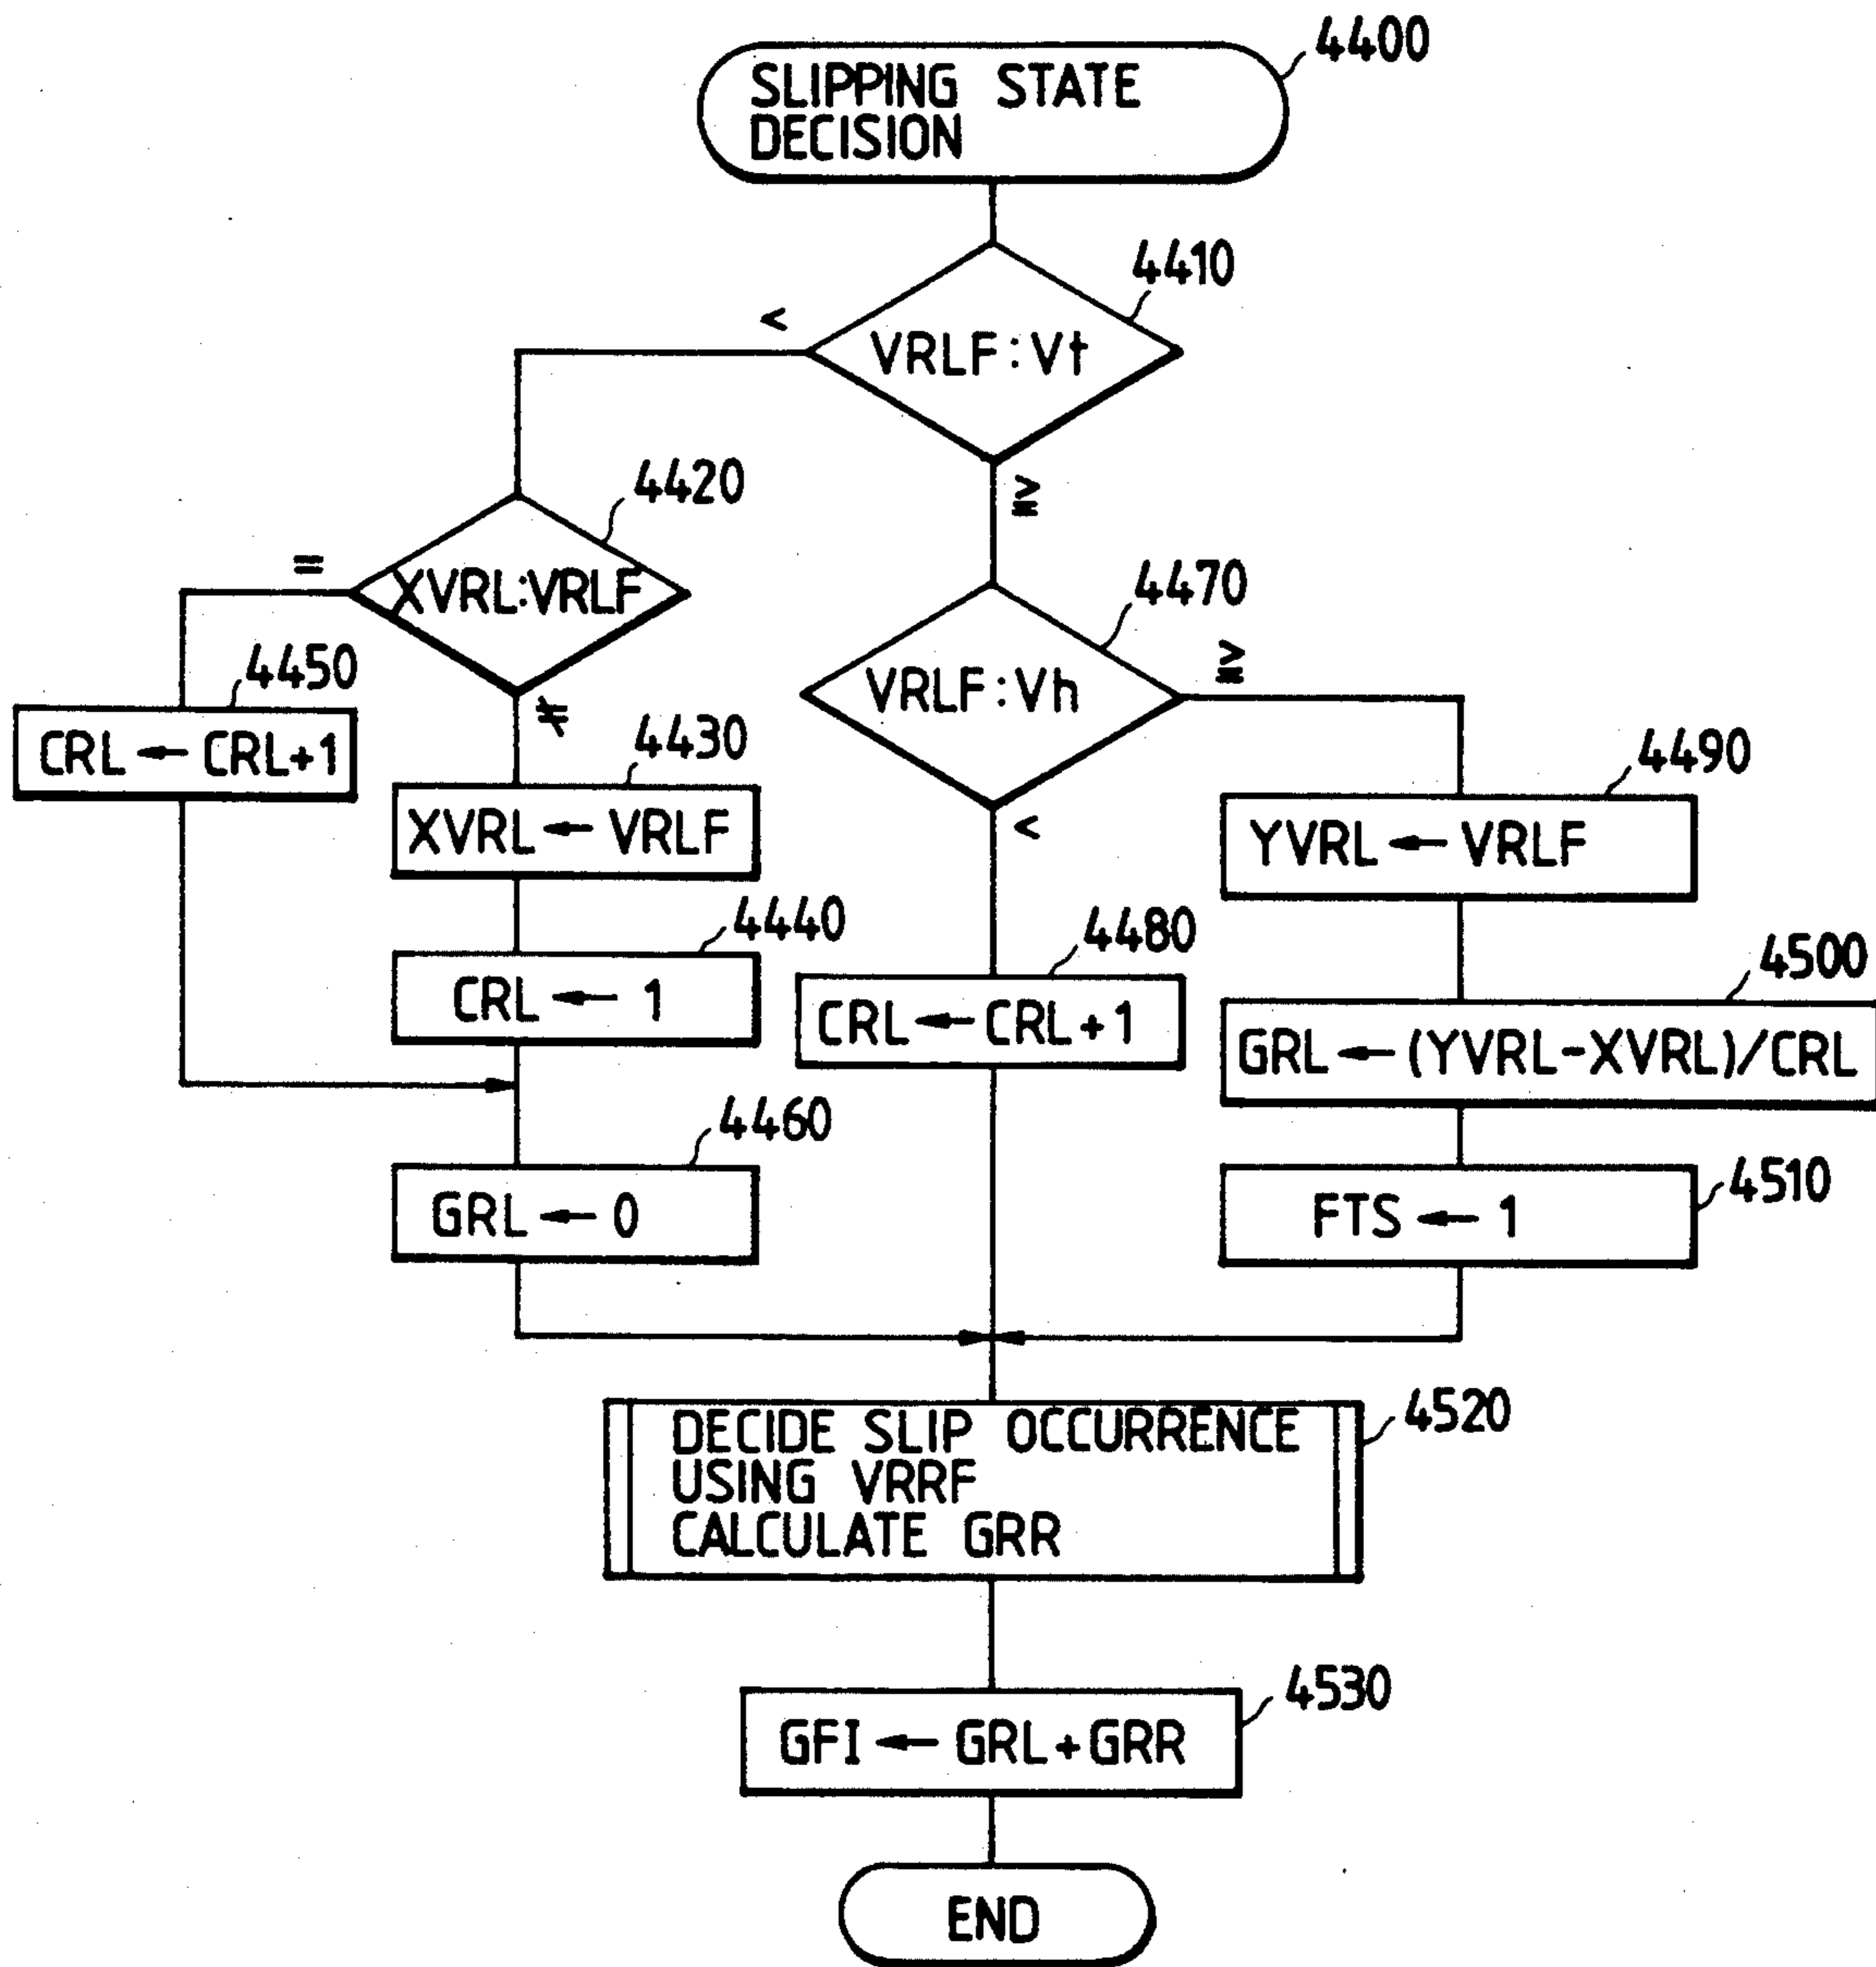 4400
SLIPPING STATE
DECISION
4410
<
VRLF:Vt
≧
4420
=
XVRL:VRLF
≠
4470
VRLF:Vh
≧
<
4450
CRL ← CRL+1
4430
XVRL ← VRLF
4490
YVRL ← VRLF
4440
CRL ← 1
4480
CRL ← CRL+1
4500
GRL ← (YVRL-XVRL)/CRL
4460
GRL ← 0
4510
FTS ← 1
4520
DECIDE SLIP OCCURRENCE
USING VRRF
CALCULATE GRR
4530
GFI ← GRL+GRR
END